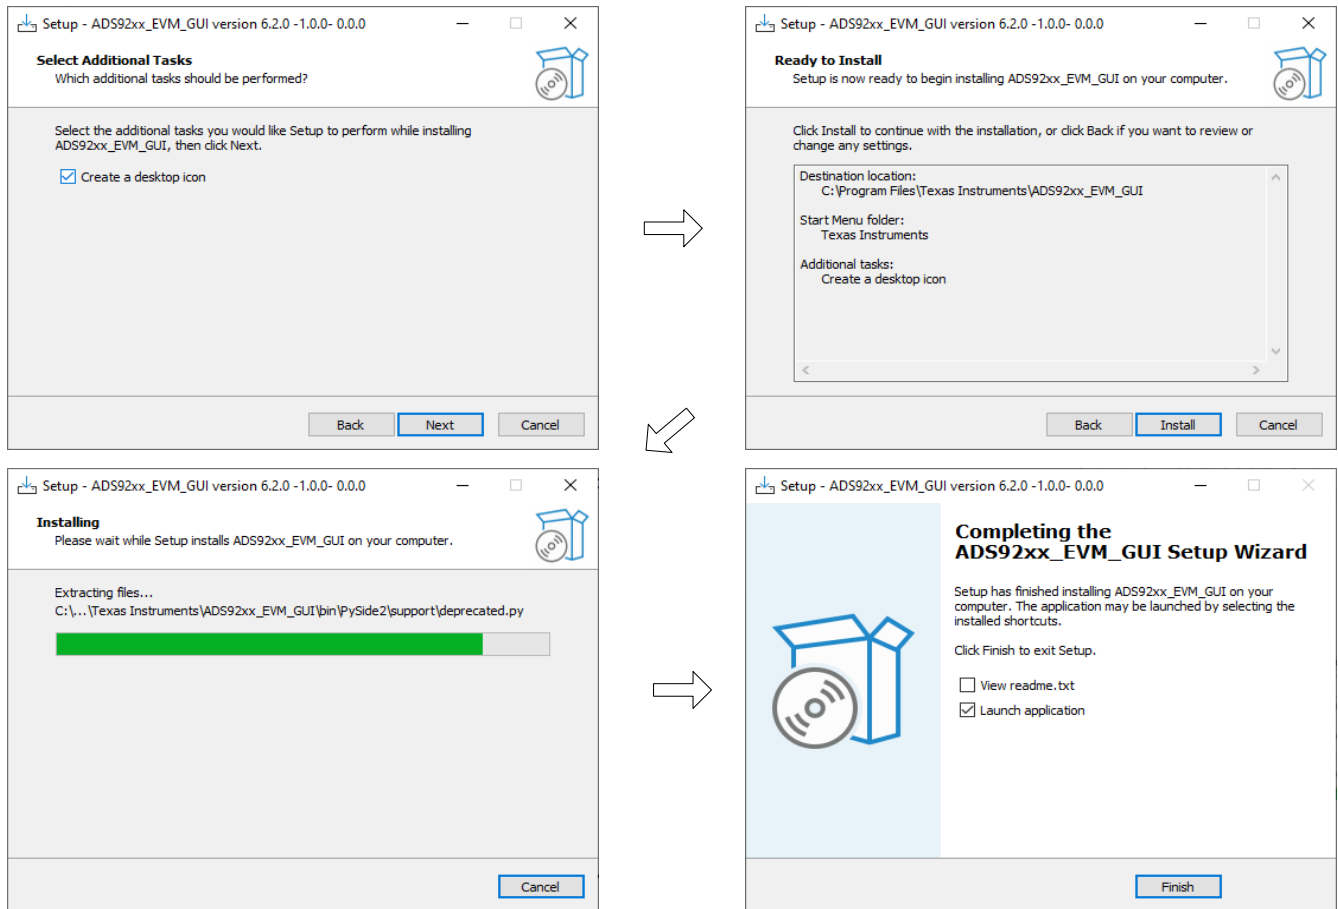 Setup - ADS92xx_EVM_GUI version 6.2.0 -1.0.0- 0.0.0
Select Additional Tasks
Which additional tasks should be performed?
Select the additional tasks you would like Setup to perform while installing
ADS92xx_EVM_GUI, then click Next.
Create a desktop icon
Back
Next
Cancel
Setup - ADS92xx_EVM_GUI version 6.2.0 -1.0.0- 0.0.0
Ready to Install
Setup is now ready to begin installing ADS92xx_EVM_GUI on your computer.
Click Install to continue with the installation, or click Back if you want to review or
change any settings.
Destination location:
C:\Program Files\Texas Instruments\ADS92xx_EVM_GUI
Start Menu folder:
Texas Instruments
Additional tasks:
Create a desktop icon
Back
Install
Cancel
Setup - ADS92xx_EVM_GUI version 6.2.0 -1.0.0- 0.0.0
Installing
Please wait while Setup installs ADS92xx_EVM_GUI on your computer.
Extracting files...
C:\...\Texas Instruments\ADS92xx_EVM_GUI\bin\PySide2\support\deprecated.py
Cancel
Setup - ADS92xx_EVM_GUI version 6.2.0 -1.0.0- 0.0.0
Completing the
ADS92xx_EVM_GUI Setup Wizard
Setup has finished installing ADS92xx_EVM_GUI on your
computer. The application may be launched by selecting the
installed shortcuts.
Click Finish to exit Setup.
View readme.txt
Launch application
Finish